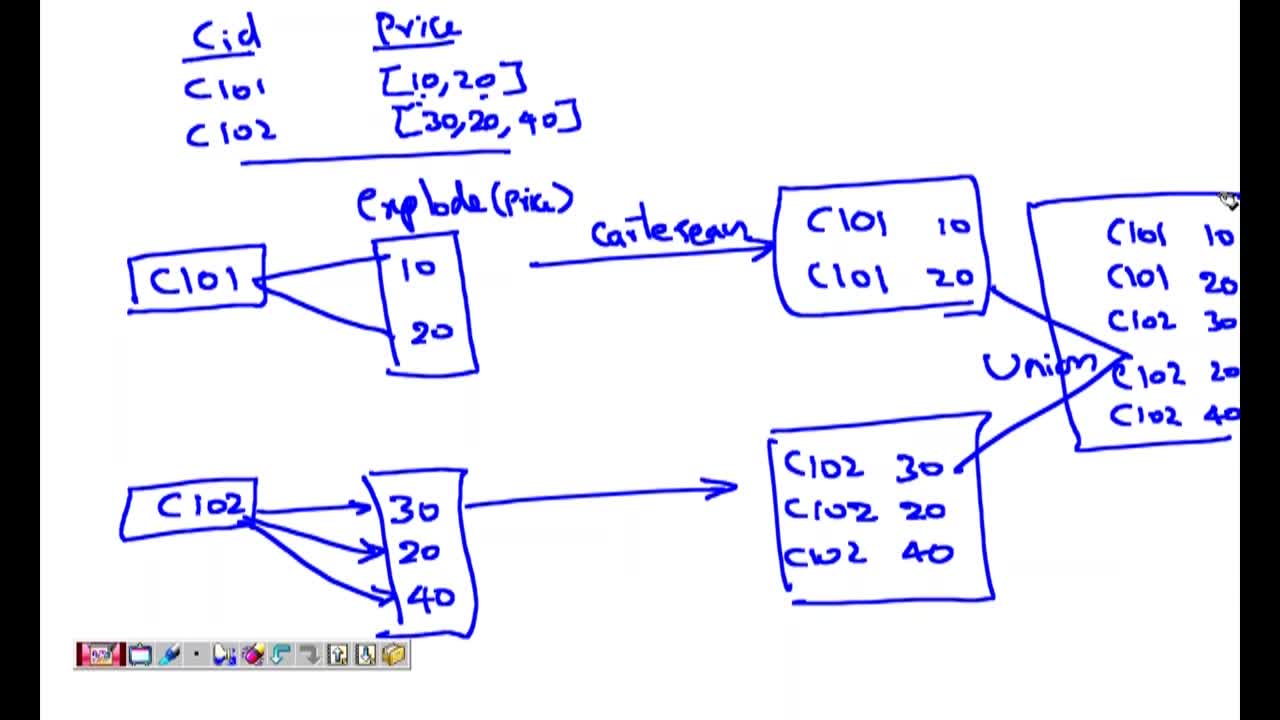 Cid Price
C101 [10,20]
C102 [30,20,40]
explode(Price)
C101
10
20
Cartesean
C101 10
C101 20
C102
30
20
40
C102 30
C102 20
C102 40
Union
C101 10
C101 20
C102 30
C102 20
C102 40